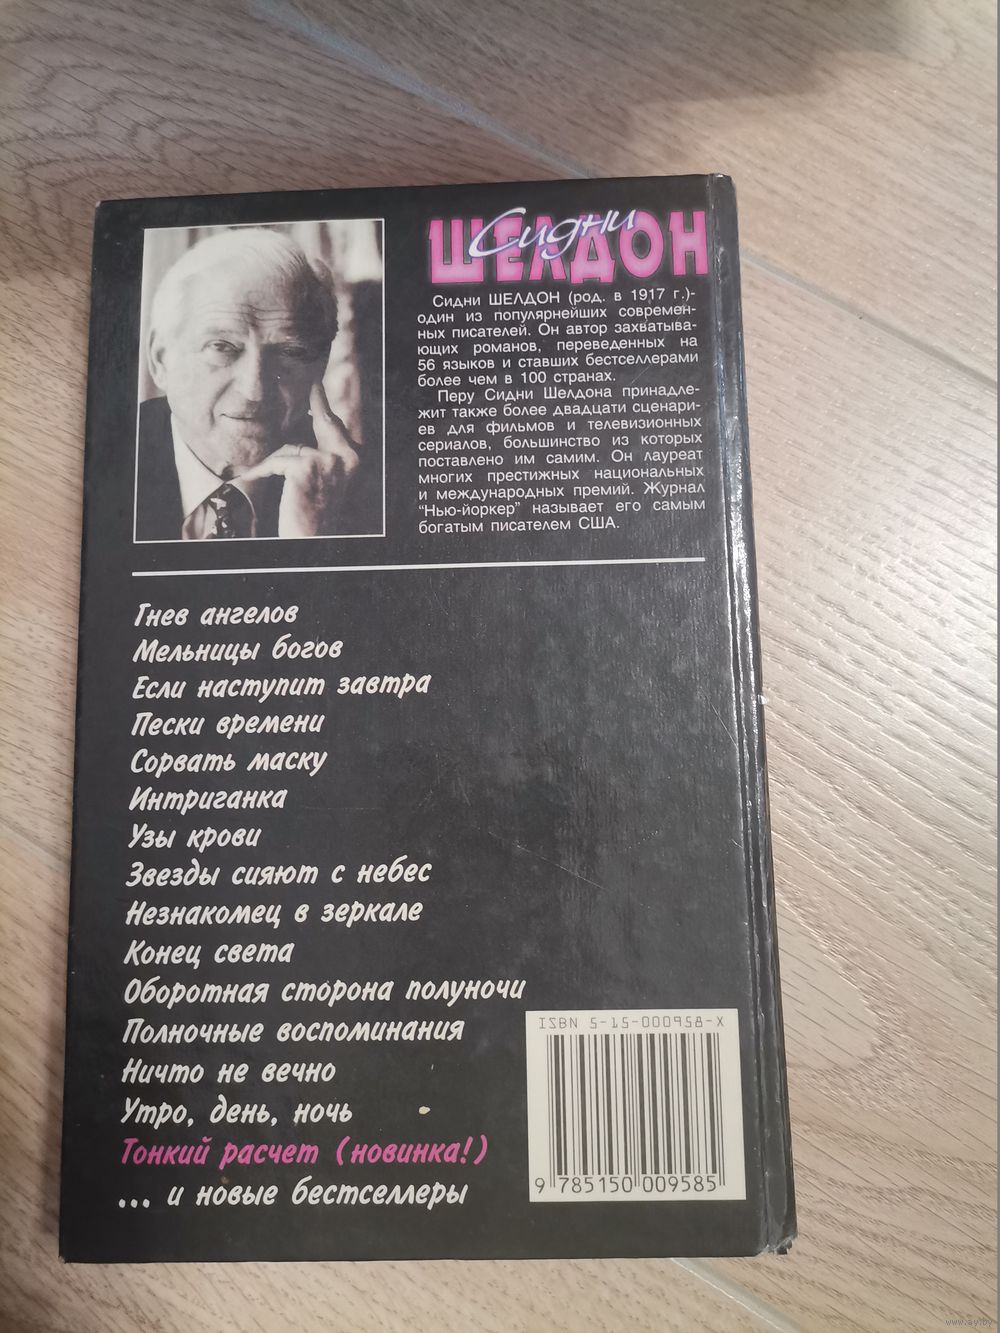 Сидни
ШЕЛДОН
Сидни ШЕЛДОН (род. в 1917 г.)-
один из популярнейших современ-
ных писателей. Он автор захватыва-
ющих романов, переведенных на
56 языков и ставших бестселлерами
более чем в 100 странах.
Перу Сидни Шелдона принадле-
жит также более двадцати сценари-
ев для фильмов и телевизионных
сериалов, большинство из которых
поставлено им самим. Он лауреат
многих престижных национальных
и международных премий. Журнал
"Нью-йоркер" называет его самым
богатым писателем США.
Гнев ангелов
Мельницы богов
Если наступит завтра
Пески времени
Сорвать маску
Интриганка
Узы крови
Звезды сияют с небес
Незнакомец в зеркале
Конец света
Оборотная сторона полуночи
Полночные воспоминания
Ничто не вечно
Утро, день, ночь
Тонкий расчет (новинка!)
... и новые бестселлеры
ISBN 5-15-000958-X
9 785150 009585
www.ay.by